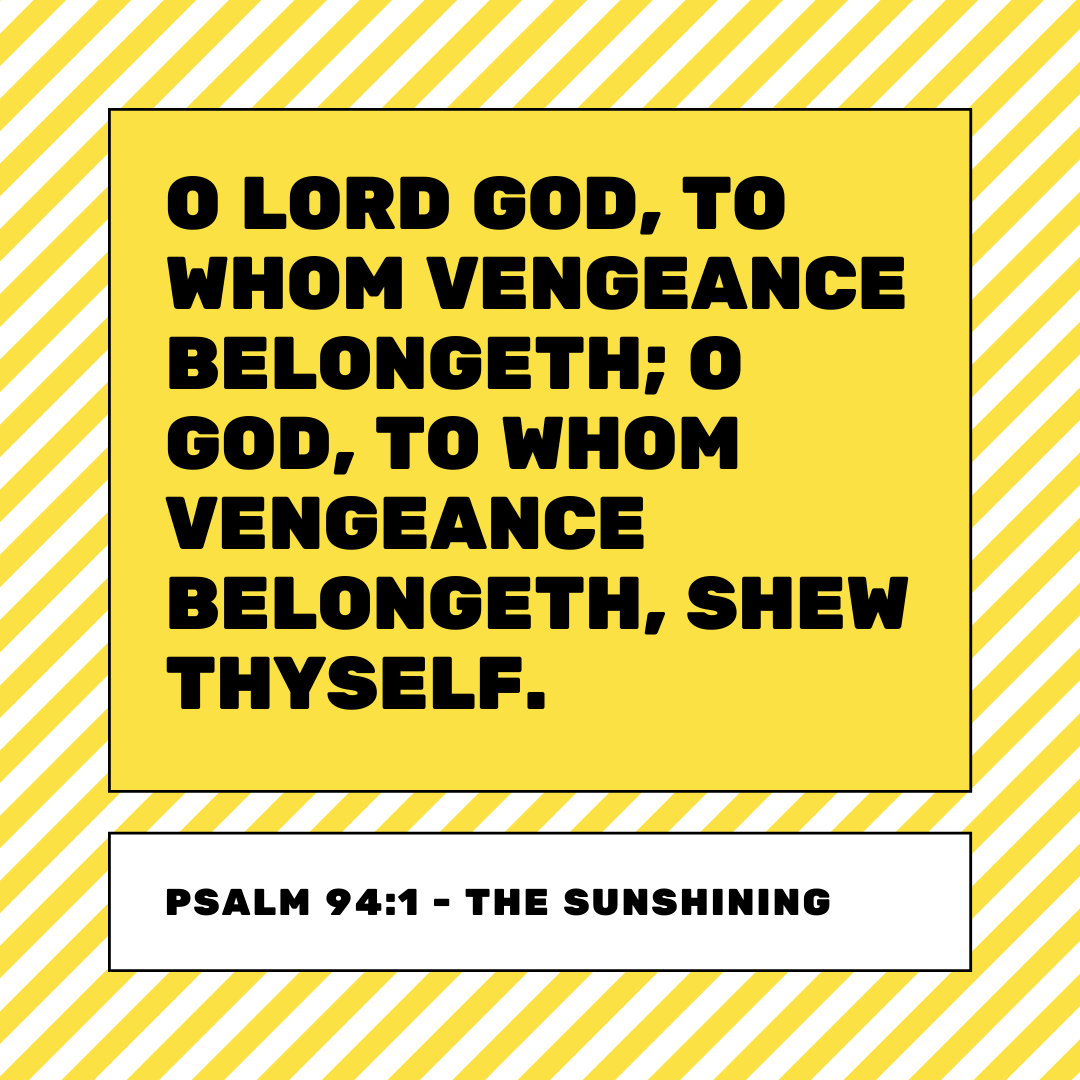 O LORD GOD, TO
WHOM VENGEANCE
BELONGETH; O
GOD, TO WHOM
VENGEANCE
BELONGETH, SHEW
THYSELF.
PSALM 94:1 - THE SUNSHINING